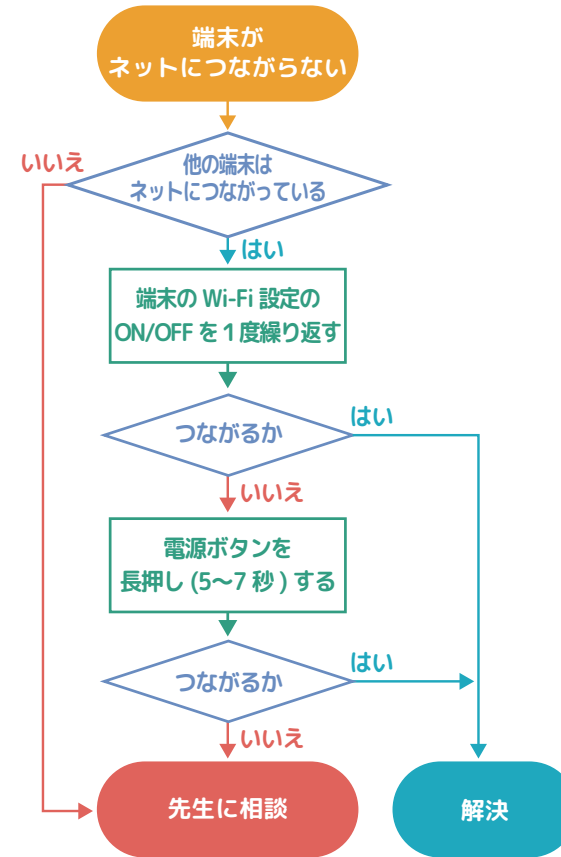 端末が
ネットにつながらない
いいえ
他の端末は
ネットにつながっている
はい
端末の Wi-Fi 設定の
ON/OFF を1度繰り返す
つながるか
はい
いいえ
電源ボタンを
長押し (5〜7 秒 ) する
つながるか
はい
いいえ
先生に相談
解決